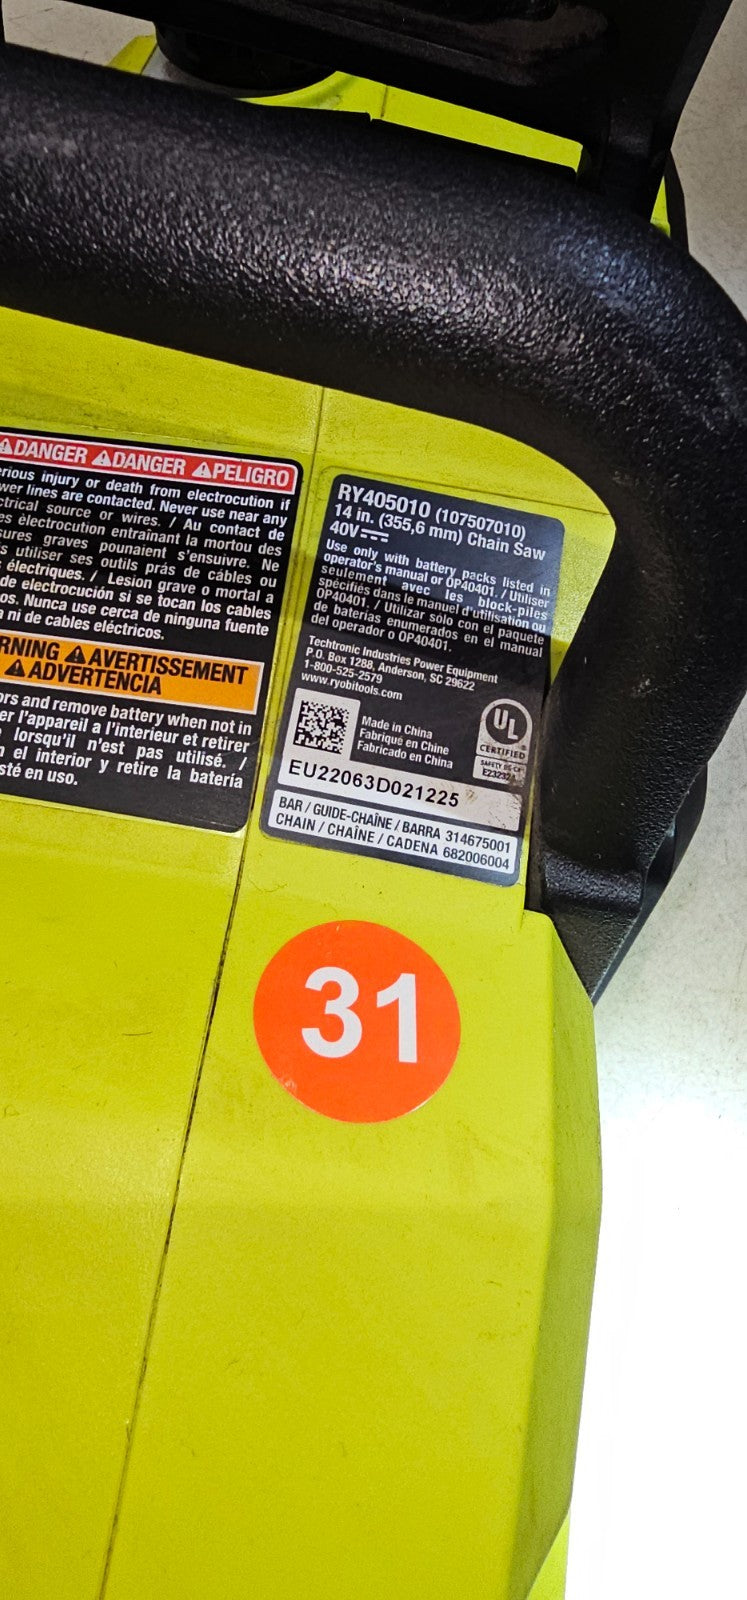 DANGER DANGER PELIGRO
erious injury or death from electrocution if
wer lines are contacted. Never use near any
ctrical source or wires. / Au contact de
es èlectrocution entraînant la mortou des
sures graves pounaient s'ensuivre. Ne
s utiliser ses outils prás de câbles ou
électriques. / Lesion grave o mortal a
de electrocución si se tocan los cables
os. Nunca use cerca de ninguna fuente
a ni de cables eléctricos.
RNING AVERTISSEMENT
ADVERTENCIA
ors and remove battery when not in
er l'appareil a l'interieur et retirer
lorsqu'il n'est pas utilisé. /
n el interior y retire la batería
sté en uso.
RY405010 (107507010)
14 in. (355,6 mm) Chain Saw
40V
Use only with battery packs listed in
operator's manual or OP40401. / Utiliser
seulement avec les block-piles
spécifiés dans le manuel d'utilisation ou
OP40401. / Utilizar sólo con el paquete
de baterías enumerados en el manual
del operador o OP40401.
Techtronic Industries Power Equipment
P.O. Box 1288, Anderson, SC 29622
1-800-525-2579
www.ryobitools.com
Made in China
Fabriqué en Chine
Fabricado en China
UL
CERTIFIED
SAFETY US-CA
EU22063D021225
BAR / GUIDE-CHAÎNE / BARRA 314675001
CHAIN / CHAÎNE / CADENA 682006004
31